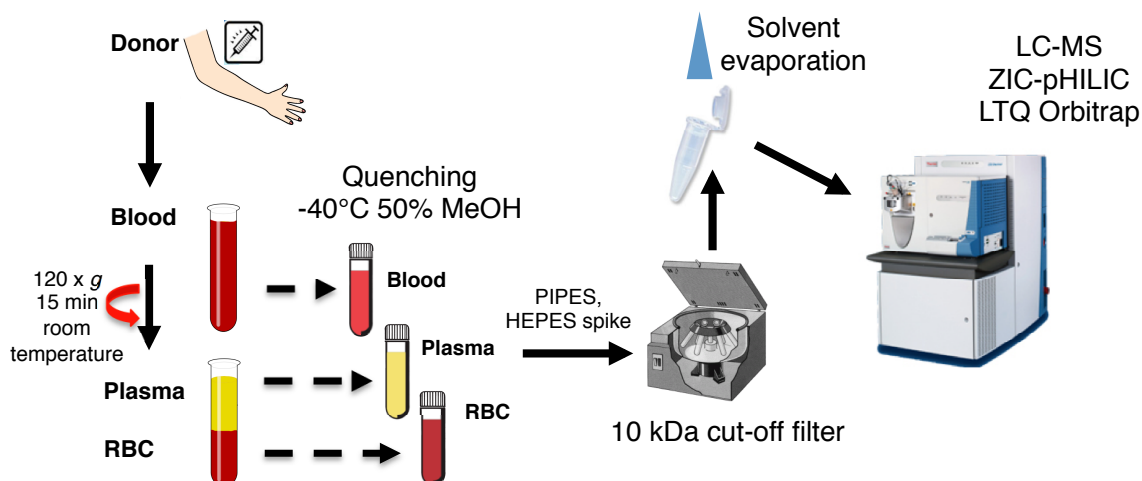 Donor
Blood
120 x g
15 min
room
temperature
Plasma
RBC
Quenching
-40°C 50% MeOH
Blood
Plasma
RBC
PIPES,
HEPES spike
10 kDa cut-off filter
Solvent
evaporation
LC-MS
ZIC-pHILIC
LTQ Orbitrap